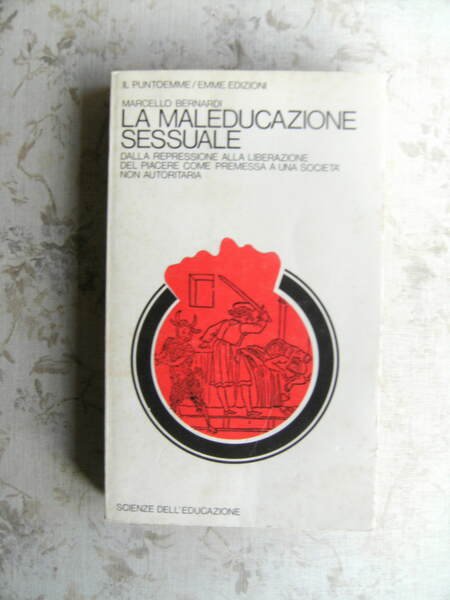 IL PUNTOEMME/EMME EDIZIONI
MARCELLO BERNARDI
LA MALEDUCAZIONE
SESSUALE
DALLA REPRESSIONE ALLA LIBERAZIONE
DEL PIACERE COME PREMESSA A UNA SOCIETA'
NON AUTORITARIA
SCIENZE DELL'EDUCAZIONE